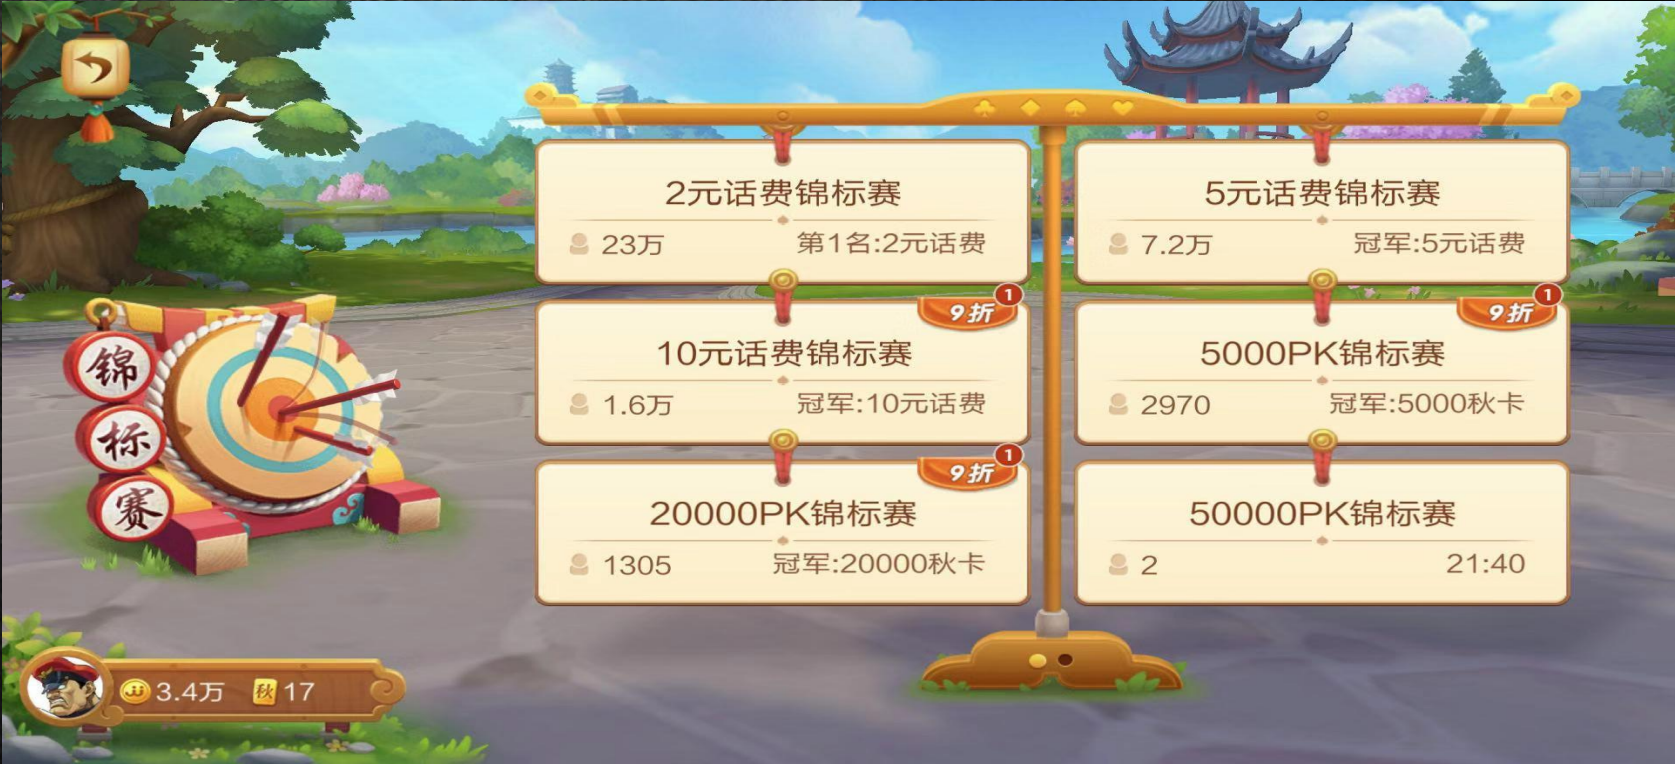 2元话费锦标赛
23万
第1名:2元话费
5元话费锦标赛
7.2万
冠军:5元话费
9折
1
10元话费锦标赛
1.6万
冠军:10元话费
9折
1
5000PK锦标赛
2970
冠军:5000秋卡
9折
1
20000PK锦标赛
1305
冠军:20000秋卡
50000PK锦标赛
2
21:40
锦
标
赛
JJ 3.4万 秋 17